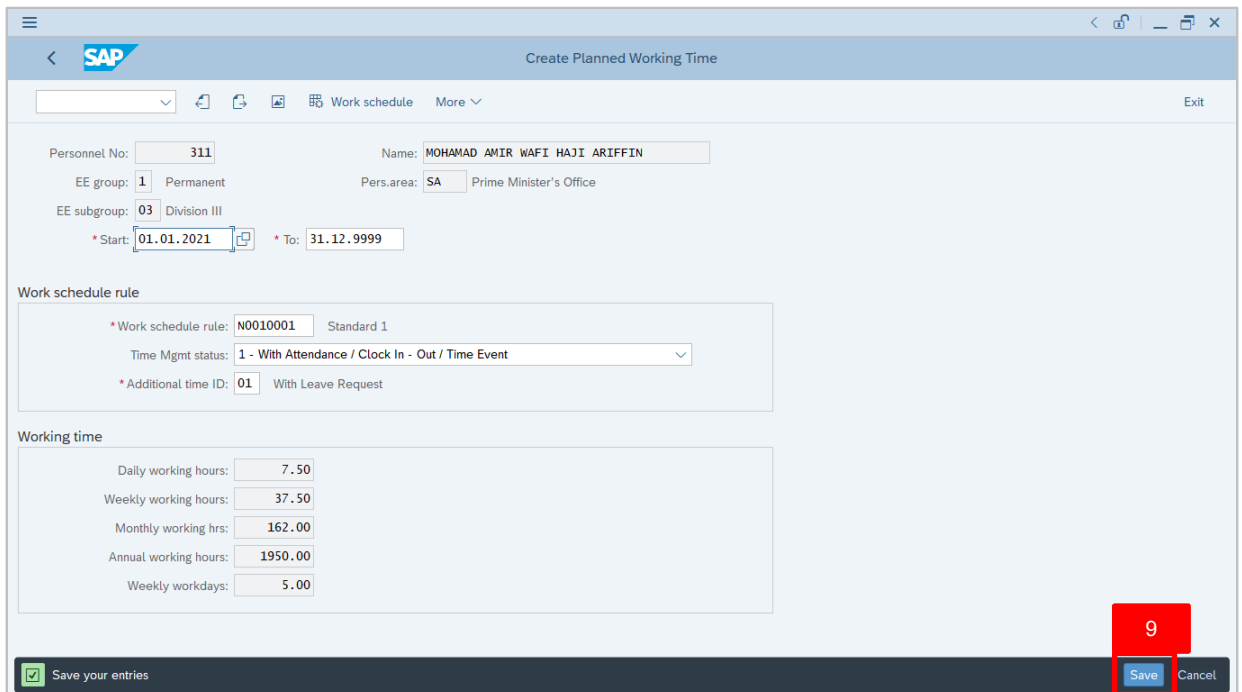 SAP
Create Planned Working Time
Work schedule More Exit
Personnel No: 311 Name: MOHAMAD AMIR WAFI HAJI ARIFFIN
EE group: 1 Permanent Pers.area: SA Prime Minister's Office
EE subgroup: 03 Division III
* Start: 01.01.2021 * To: 31.12.9999
Work schedule rule
* Work schedule rule: N0010001 Standard 1
Time Mgmt status: 1 - With Attendance / Clock In - Out / Time Event
* Additional time ID: 01 With Leave Request
Working time
Daily working hours: 7.50
Weekly working hours: 37.50
Monthly working hrs: 162.00
Annual working hours: 1950.00
Weekly workdays: 5.00
9
Save your entries Save Cancel